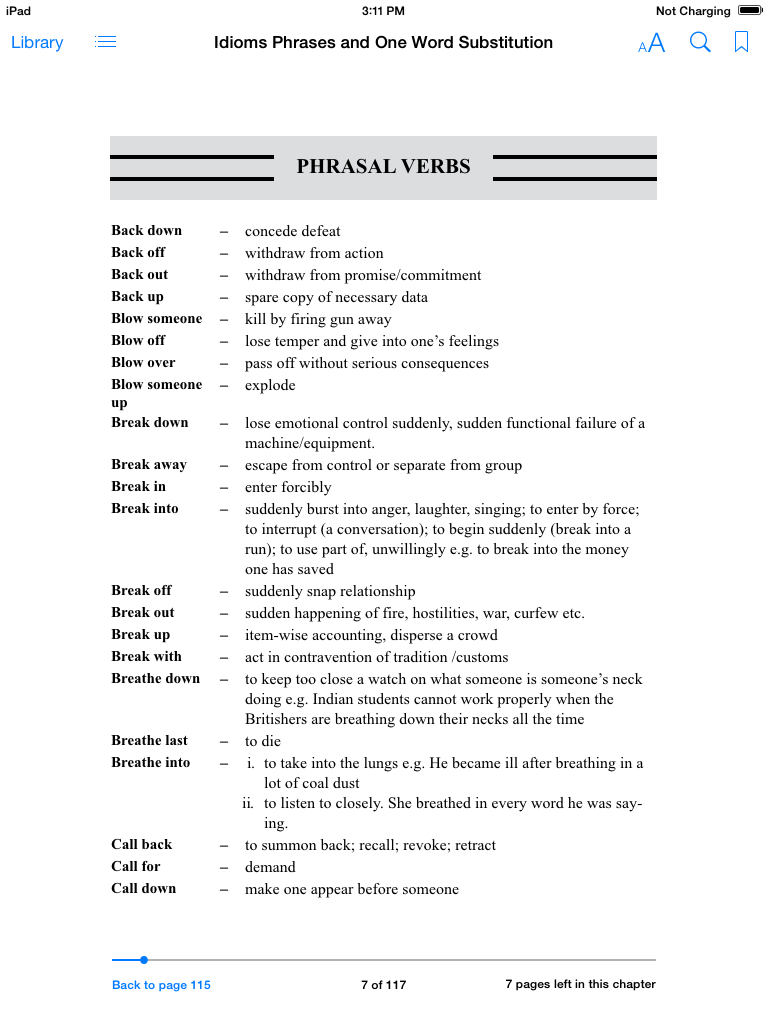 iPad 3:11 PM Not Charging
Library Idioms Phrases and One Word Substitution AA
PHRASAL VERBS
Back down – concede defeat
Back off – withdraw from action
Back out – withdraw from promise/commitment
Back up – spare copy of necessary data
Blow someone – kill by firing gun away
Blow off – lose temper and give into one’s feelings
Blow over – pass off without serious consequences
Blow someone – explode
up
Break down – lose emotional control suddenly, sudden functional failure of a
machine/equipment.
Break away – escape from control or separate from group
Break in – enter forcibly
Break into – suddenly burst into anger, laughter, singing; to enter by force;
to interrupt (a conversation); to begin suddenly (break into a
run); to use part of, unwillingly e.g. to break into the money
one has saved
Break off – suddenly snap relationship
Break out – sudden happening of fire, hostilities, war, curfew etc.
Break up – item-wise accounting, disperse a crowd
Break with – act in contravention of tradition /customs
Breathe down – to keep too close a watch on what someone is someone’s neck
doing e.g. Indian students cannot work properly when the
Britishers are breathing down their necks all the time
Breathe last – to die
Breathe into – i. to take into the lungs e.g. He became ill after breathing in a
lot of coal dust
ii. to listen to closely. She breathed in every word he was say-
ing.
Call back – to summon back; recall; revoke; retract
Call for – demand
Call down – make one appear before someone
Back to page 115 7 of 117 7 pages left in this chapter